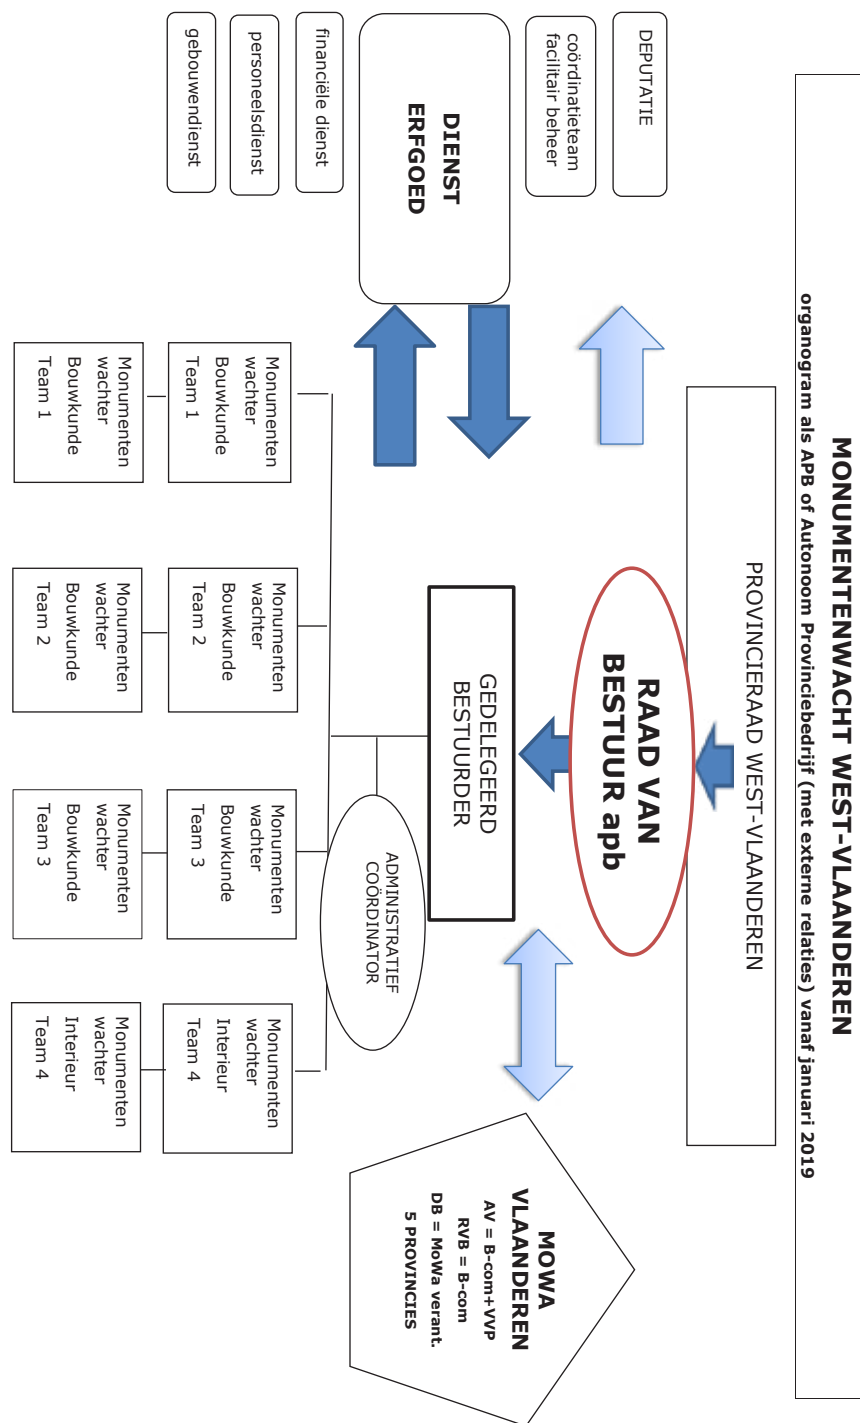 MONUMENTENWACHT WEST-VLAANDEREN
organogram als APB of Autonoom Provinciebedrijf (met externe relaties) vanaf januari 2019
PROVINCIERAAD WEST-VLAANDEREN
DEPUTATIE
coördinatieteam
facilitair beheer
DIENST
ERFGOED
financiële dienst
personeelsdienst
gebouwendienst
RAAD VAN
BESTUUR apb
GEDELEGEERD
BESTUURDER
ADMINISTRATIEF
COÖRDINATOR
MOWA
VLAANDEREN
AV = B-com+VVP
RVB = B-com
DB = MoWa verant.
5 PROVINCIES
Monumenten
wachter
Bouwkunde
Team 1
Monumenten
wachter
Bouwkunde
Team 2
Monumenten
wachter
Bouwkunde
Team 3
Monumenten
wachter
Interieur
Team 4
Monumenten
wachter
Bouwkunde
Team 1
Monumenten
wachter
Bouwkunde
Team 2
Monumenten
wachter
Bouwkunde
Team 3
Monumenten
wachter
Interieur
Team 4